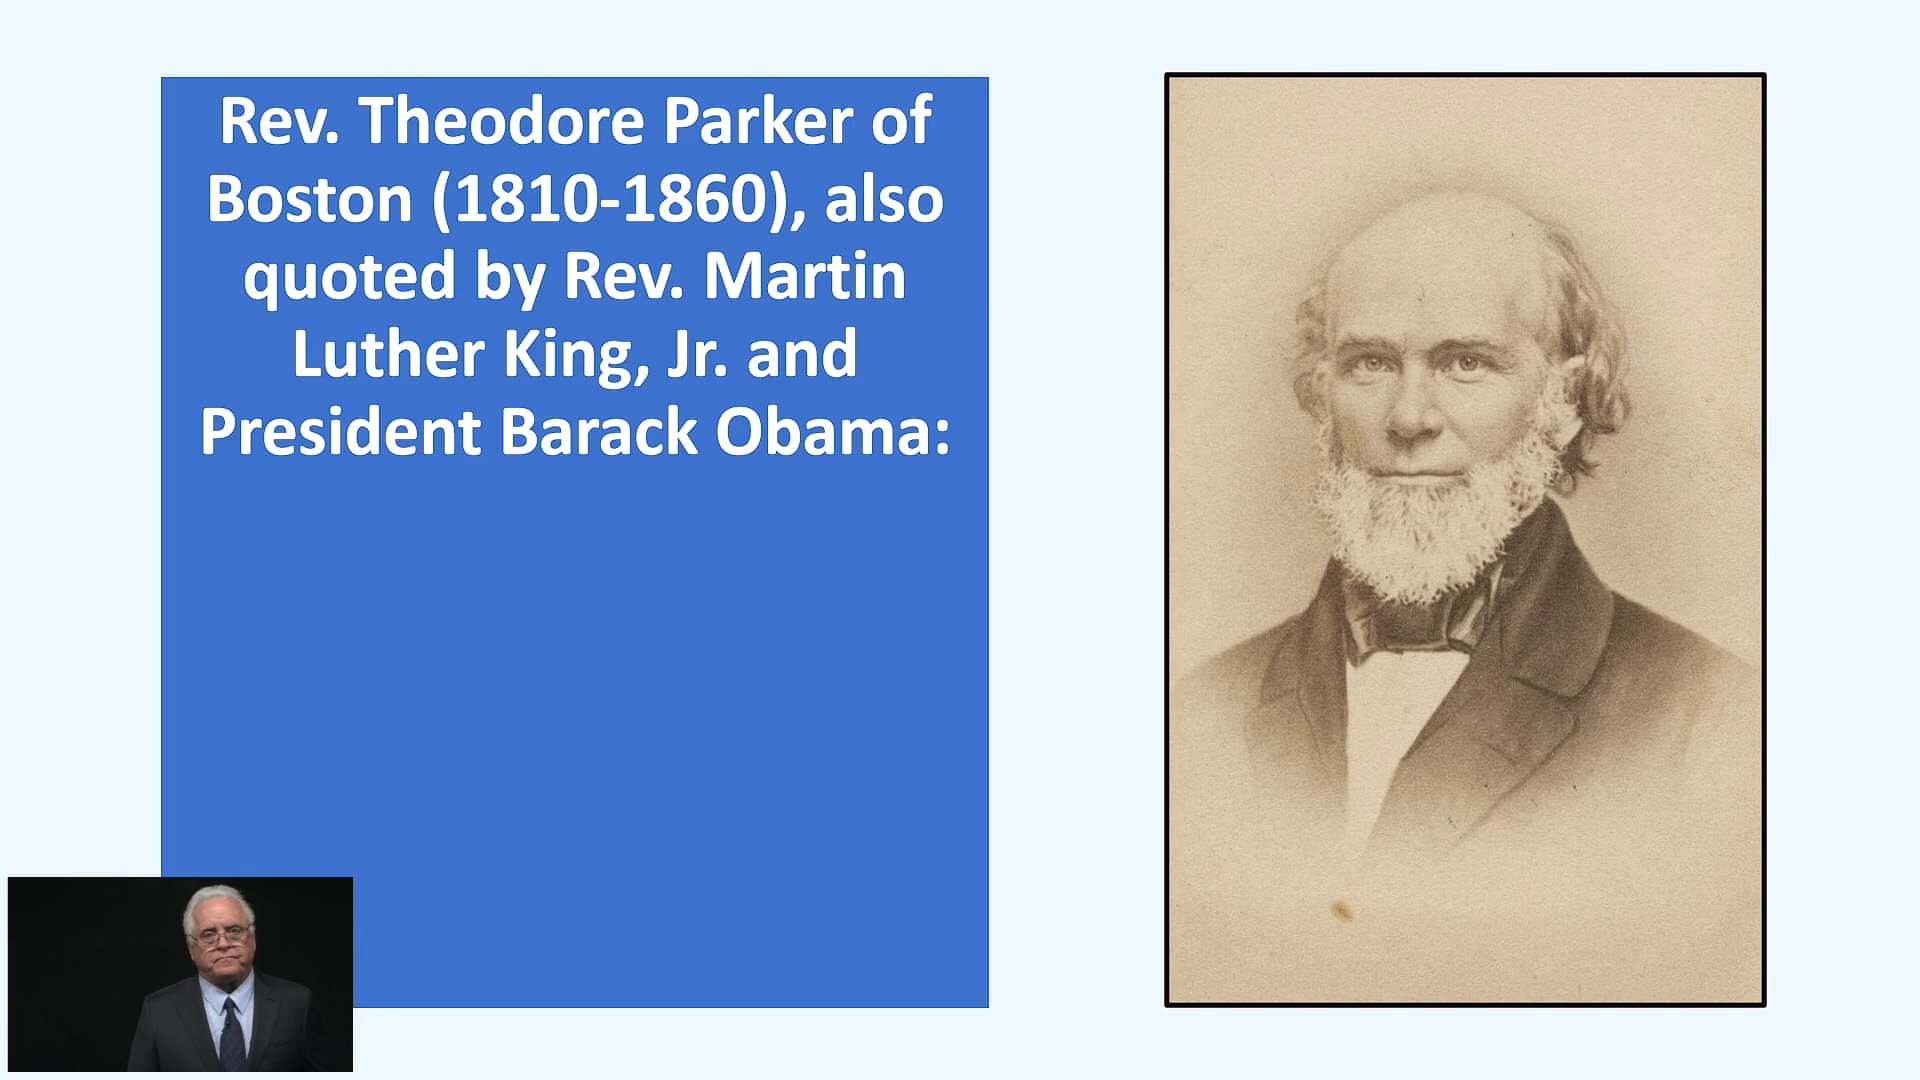 Rev. Theodore Parker of
Boston (1810-1860), also
quoted by Rev. Martin
Luther King, Jr. and
President Barack Obama: